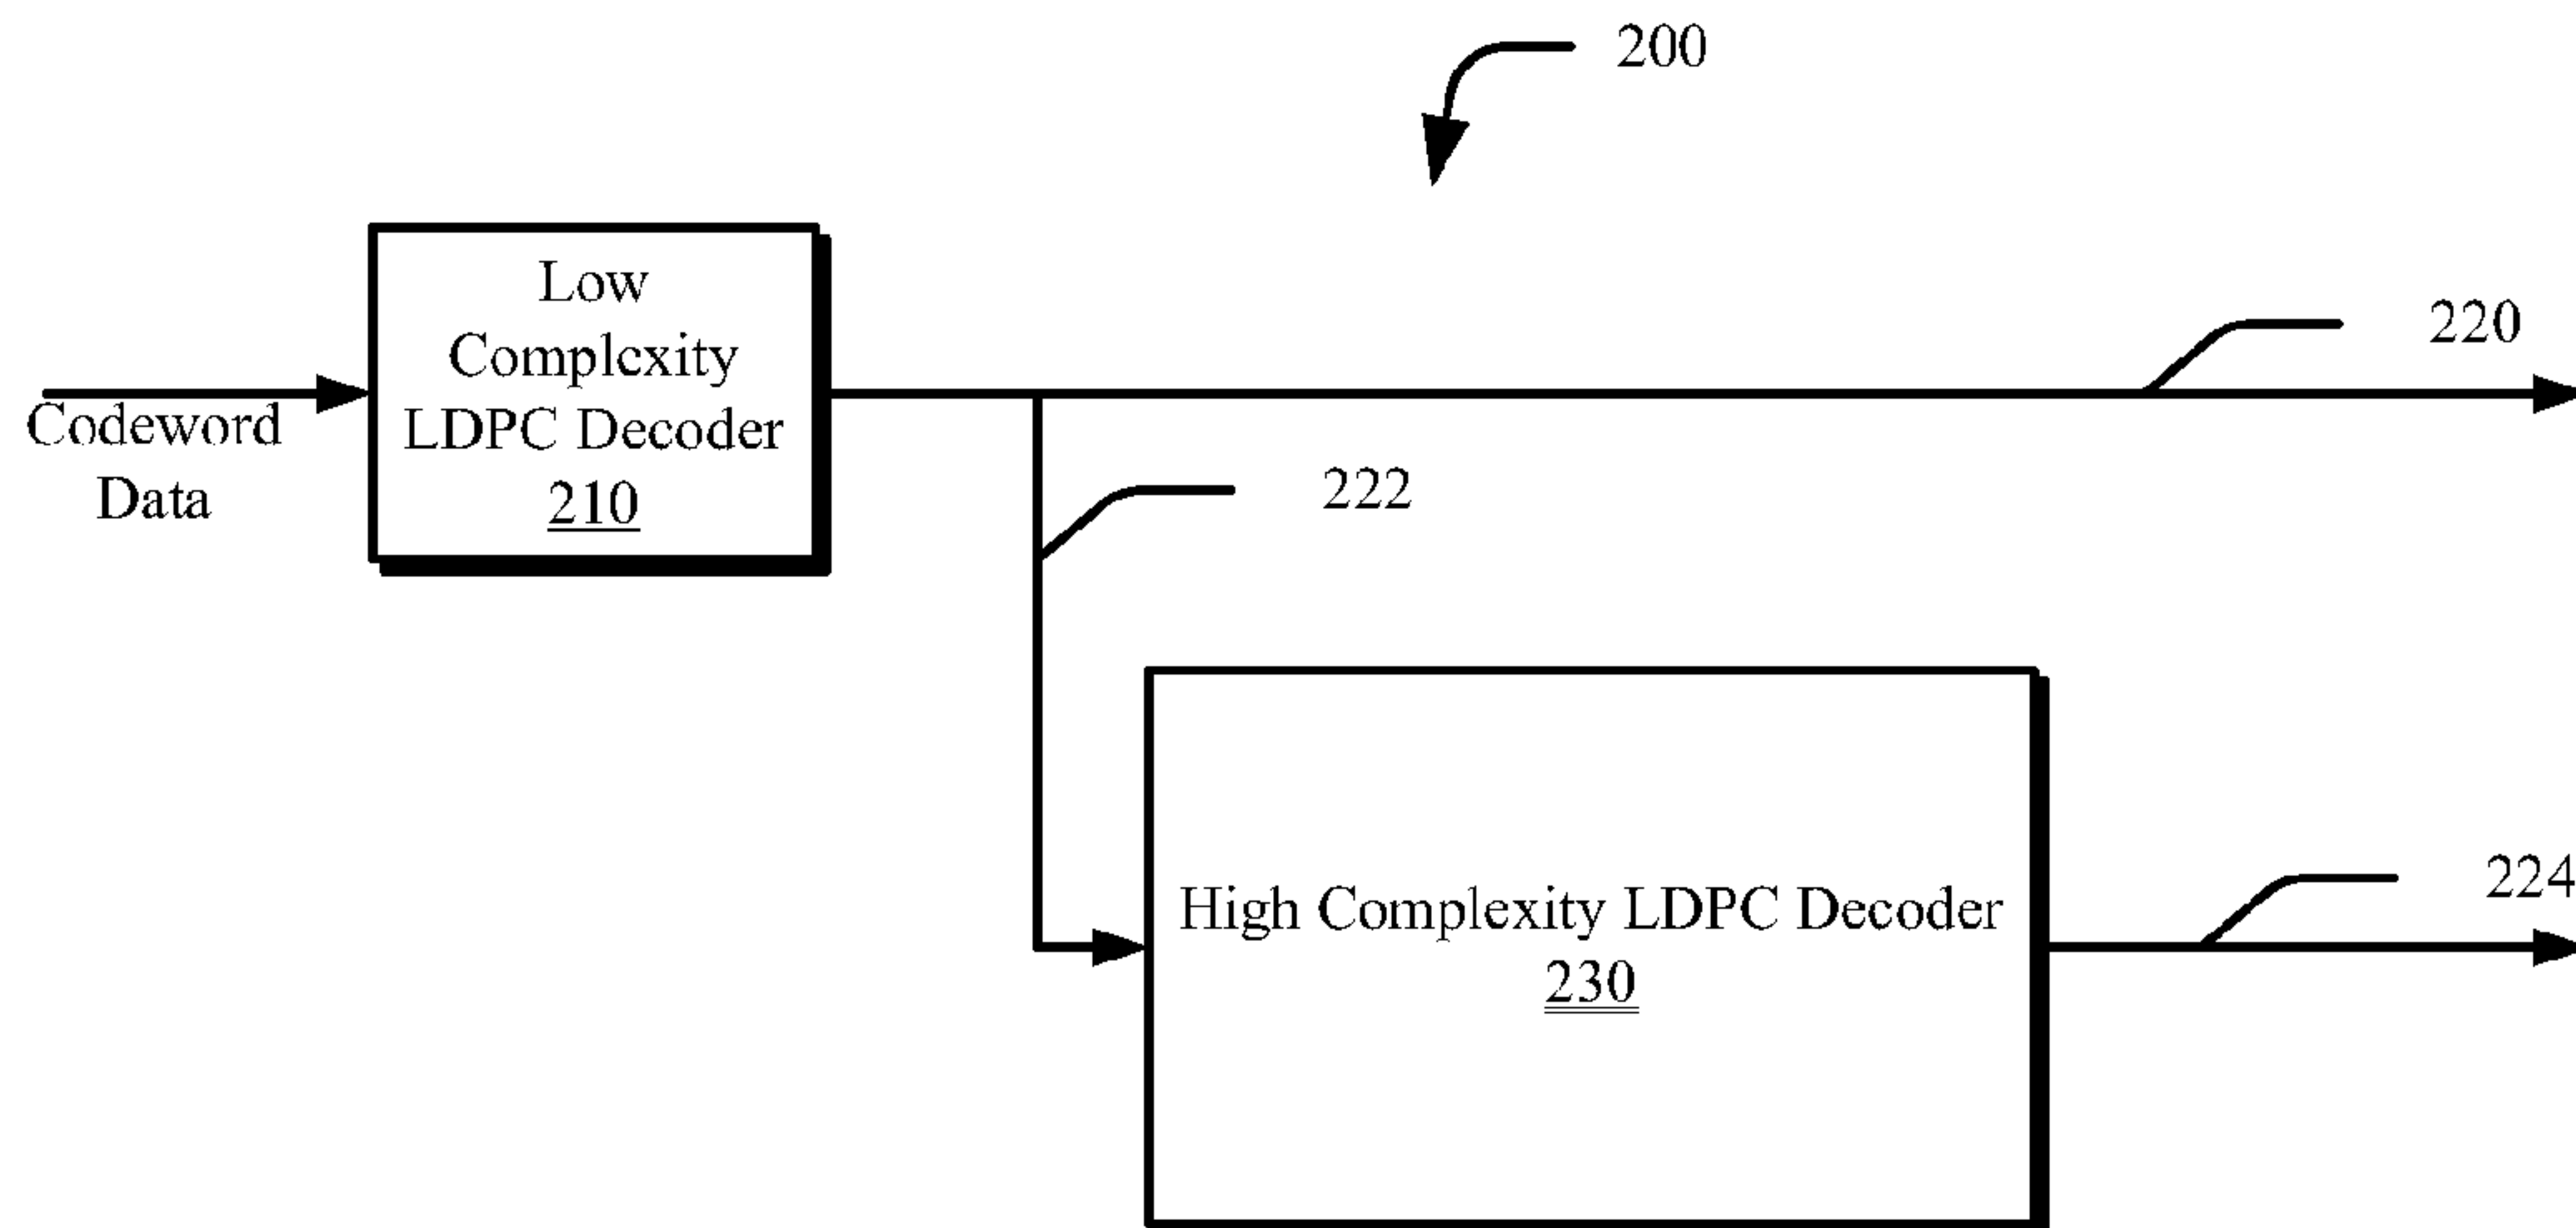 200
Low
Complexity
LDPC Decoder
210
220
Codeword
Data
222
224
High Complexity LDPC Decoder
230